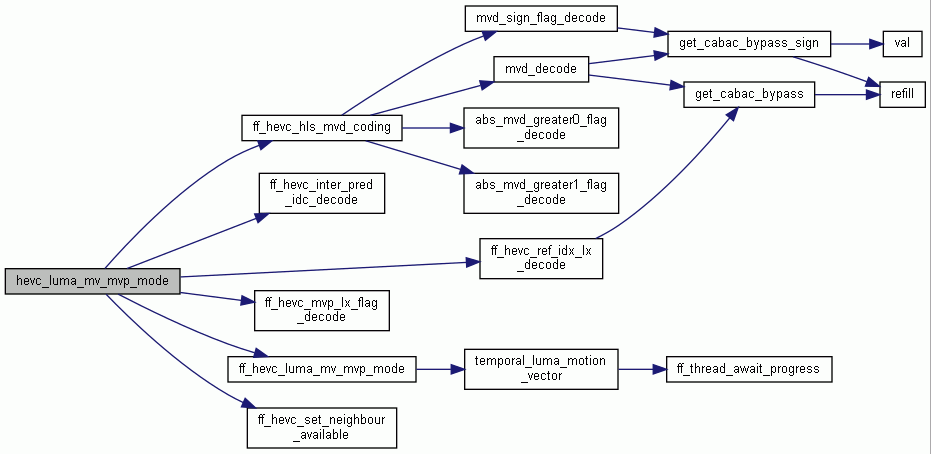 mvd_sign_flag_decode
get_cabac_bypass_sign
val
mvd_decode
get_cabac_bypass
refill
ff_hevc_hls_mvd_coding
abs_mvd_greater0_flag
_decode
ff_hevc_inter_pred
_idc_decode
abs_mvd_greater1_flag
_decode
ff_hevc_ref_idx_lx
_decode
hevc_luma_mv_mvp_mode
ff_hevc_mvp_lx_flag
_decode
ff_hevc_luma_mv_mvp_mode
temporal_luma_motion
_vector
ff_thread_await_progress
ff_hevc_set_neighbour
_available